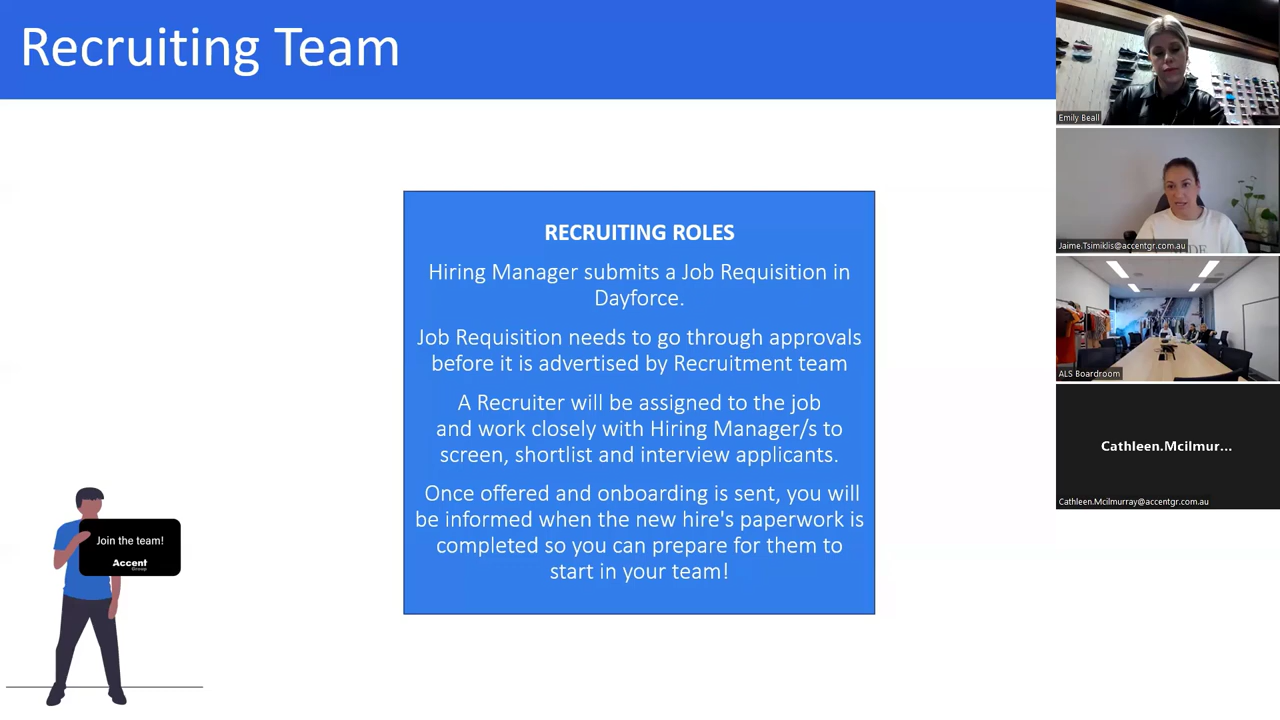 Recruiting Team
RECRUITING ROLES
Hiring Manager submits a Job Requisition in
Dayforce.
Job Requisition needs to go through approvals
before it is advertised by Recruitment team
A Recruiter will be assigned to the job
and work closely with Hiring Manager/s to
screen, shortlist and interview applicants.
Once offered and onboarding is sent, you will
be informed when the new hire's paperwork is
completed so you can prepare for them to
start in your team!
Join the team!
Accent
Group
Emily Beall
Jaime.Tsimiklis@accentgr.com.au
ALS Boardroom
Cathleen.Mcilmur...
Cathleen.Mcilmurray@accentgr.com.au